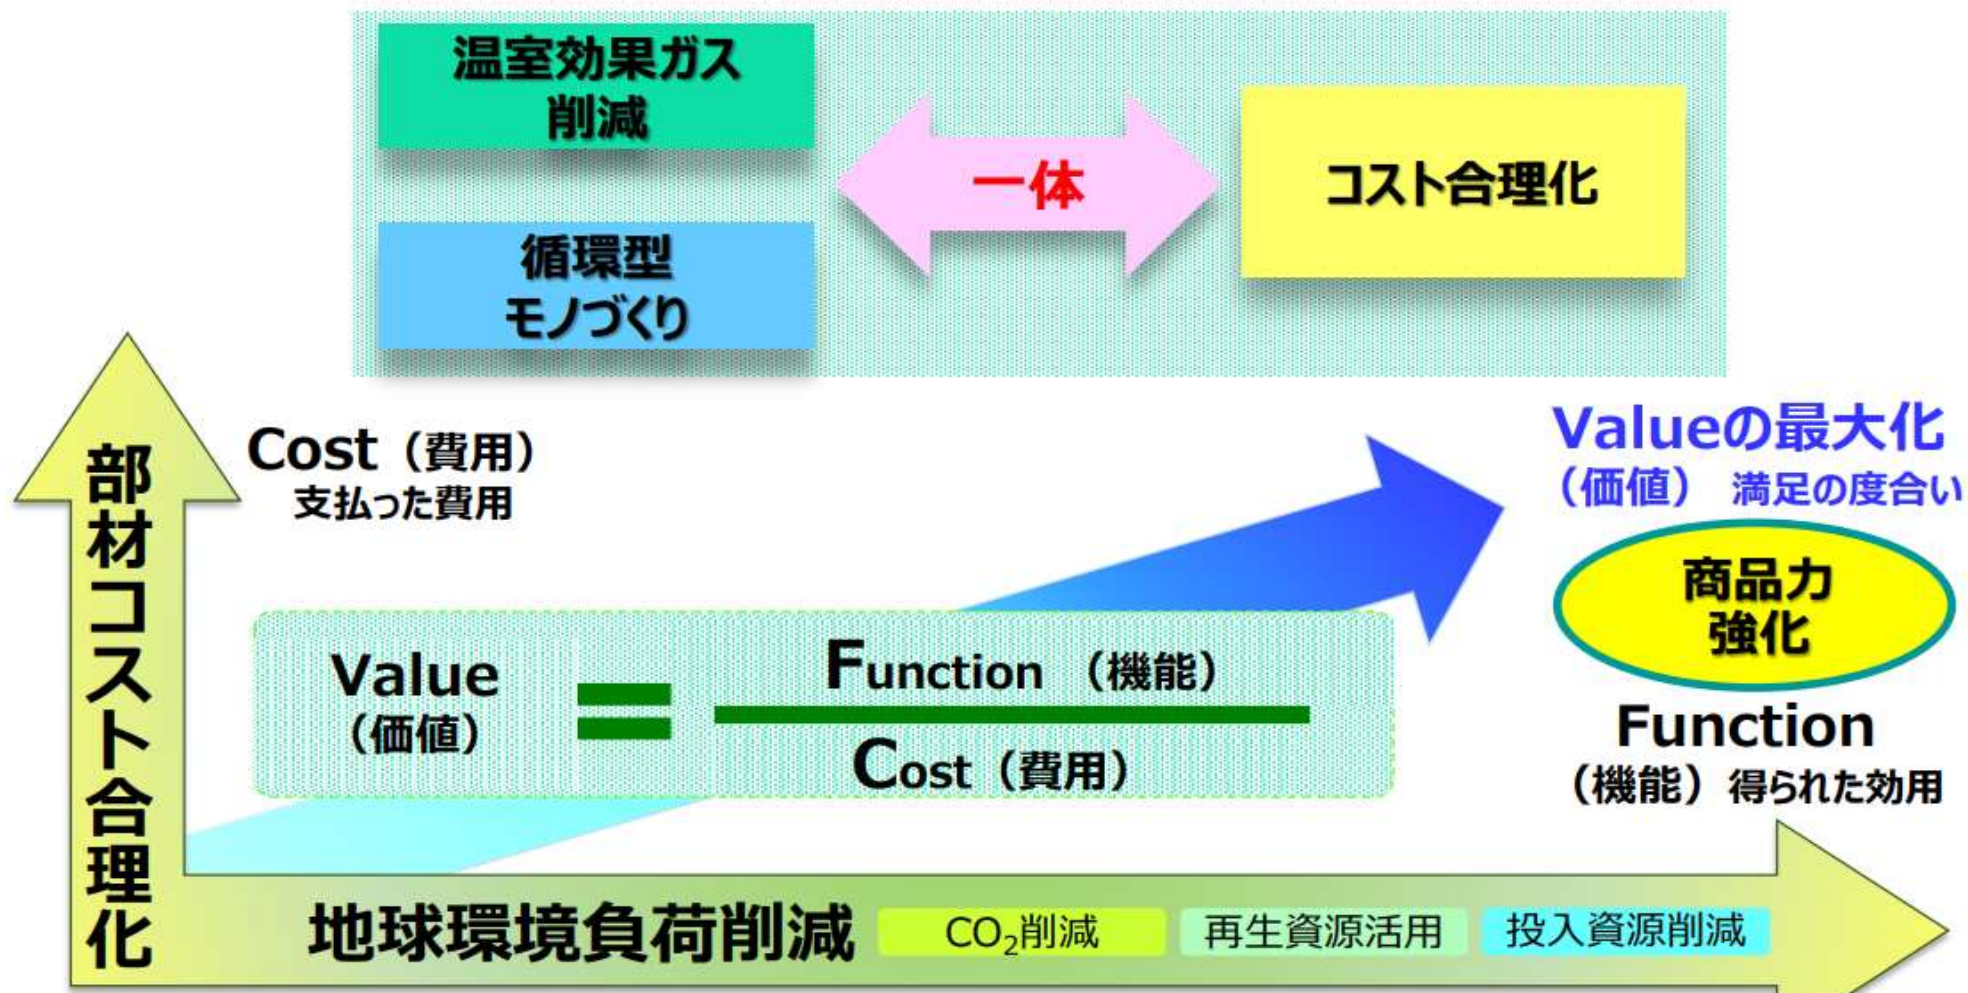 温室効果ガス
削減
循環型
モノづくり
一体
コスト合理化
部材コスト合理化
Cost（費用）
支払った費用
Valueの最大化
（価値） 満足の度合い
商品力
強化
Value
（価値）
=
Function （機能）
Cost（費用）
Function
（機能）得られた効用
地球環境負荷削減
CO₂削減
再生資源活用
投入資源削減